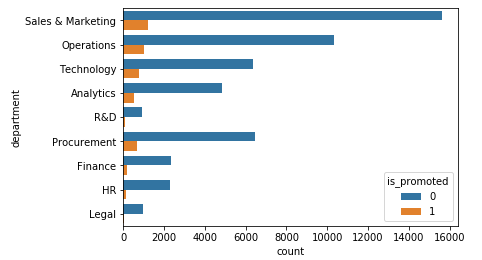 Sales & Marketing
Operations
Technology
Analytics
R&D
Procurement
Finance
HR
Legal
department
is_promoted
0
1
0 2000 4000 6000 8000 10000 12000 14000 16000
count